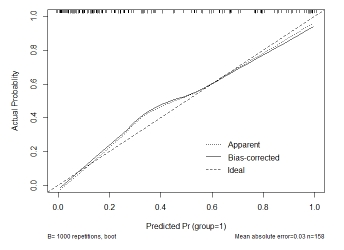 1.0
0.8
0.6
0.4
0.2
0.0
Actual Probability
Apparent
Bias-corrected
Ideal
0.0 0.2 0.4 0.6 0.8 1.0
Predicted Pr (group=1)
B= 1000 repetitions, boot
Mean absolute error=0.03 n=158